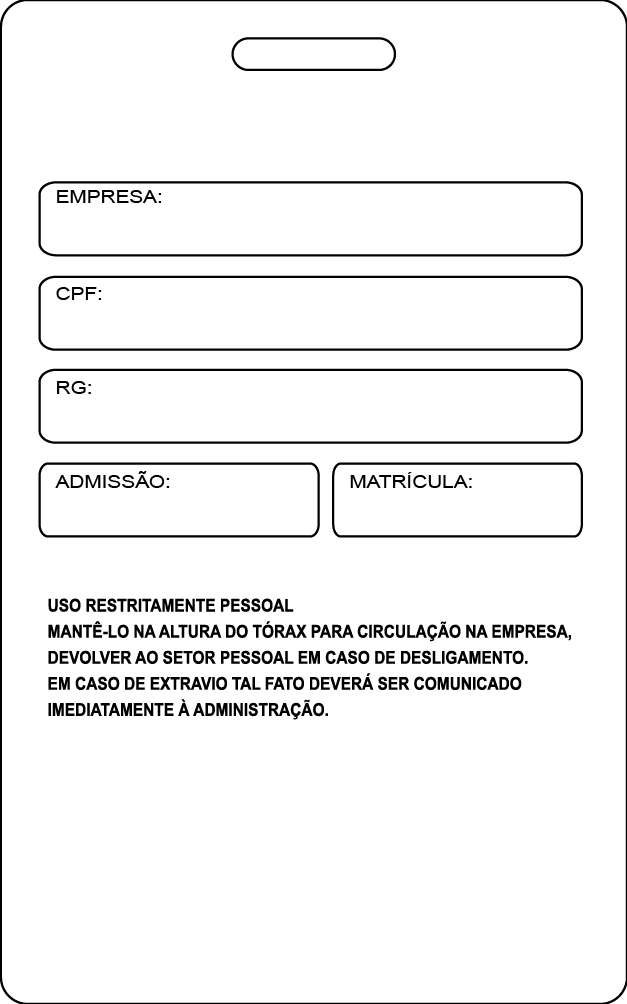 EMPRESA:
CPF:
RG:
ADMISSÃO:
MATRÍCULA:
USO RESTRITAMENTE PESSOAL
MANTÊ-LO NA ALTURA DO TÓRAX PARA CIRCULAÇÃO NA EMPRESA,
DEVOLVER AO SETOR PESSOAL EM CASO DE DESLIGAMENTO.
EM CASO DE EXTRAVIO TAL FATO DEVERÁ SER COMUNICADO
IMEDIATAMENTE À ADMINISTRAÇÃO.